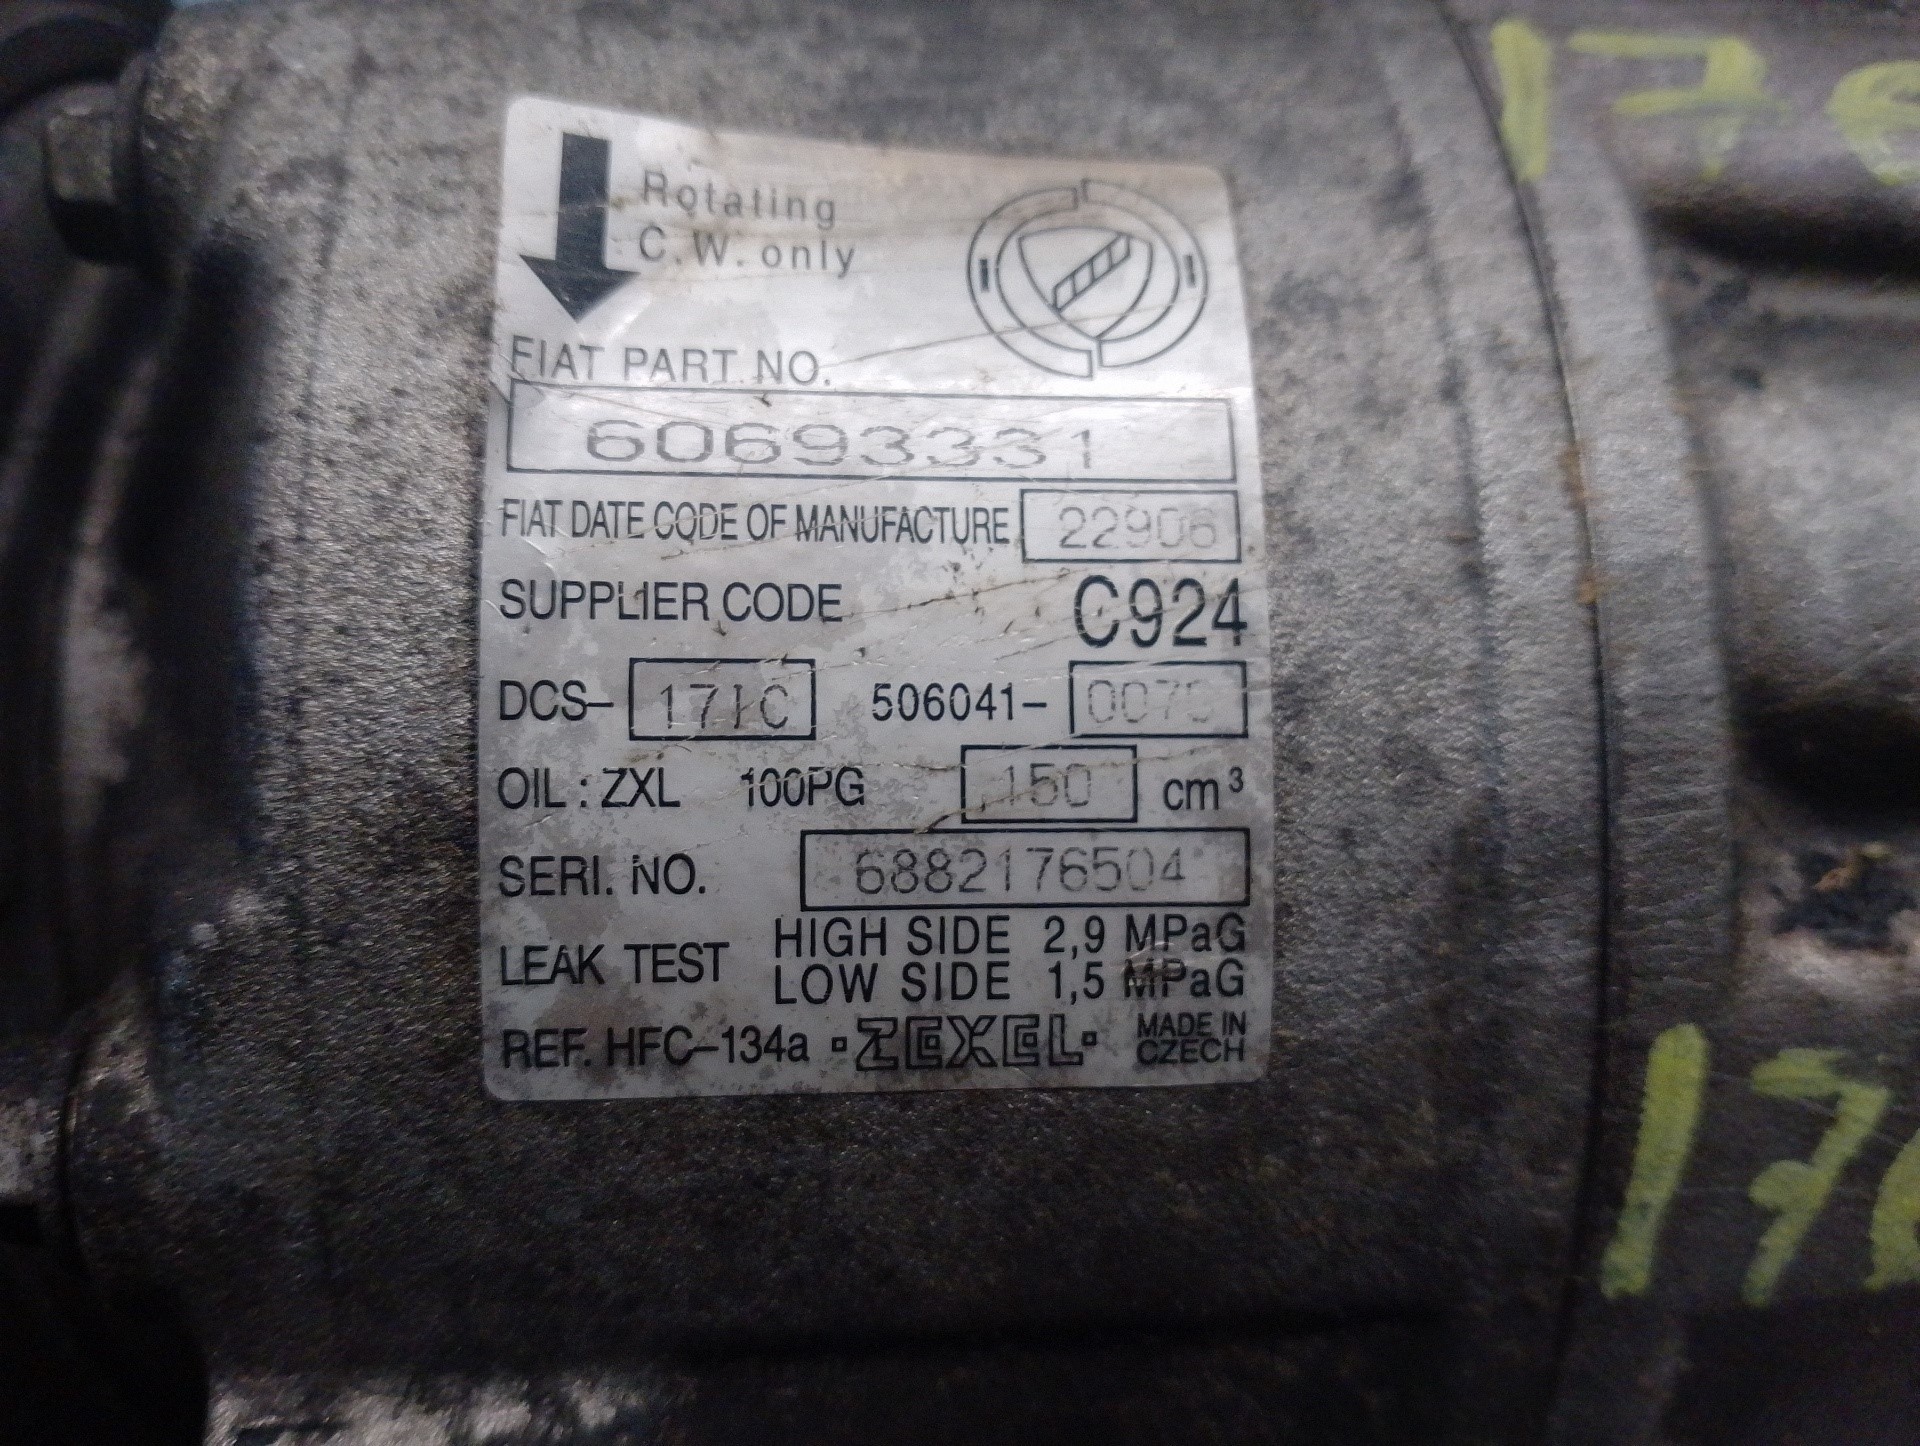 Rotating
C.W. only
FIAT PART NO.
60693331
FIAT DATE CODE OF MANUFACTURE 22906
SUPPLIER CODE C924
DCS- 17IC 506041-
OIL : ZXL 100PG 150 cm³
SERI. NO. 6882176504
LEAK TEST HIGH SIDE 2,9 MPaG
LOW SIDE 1,5 MPaG
REF. HFC-134a ZEXEL MADE IN
CZECH